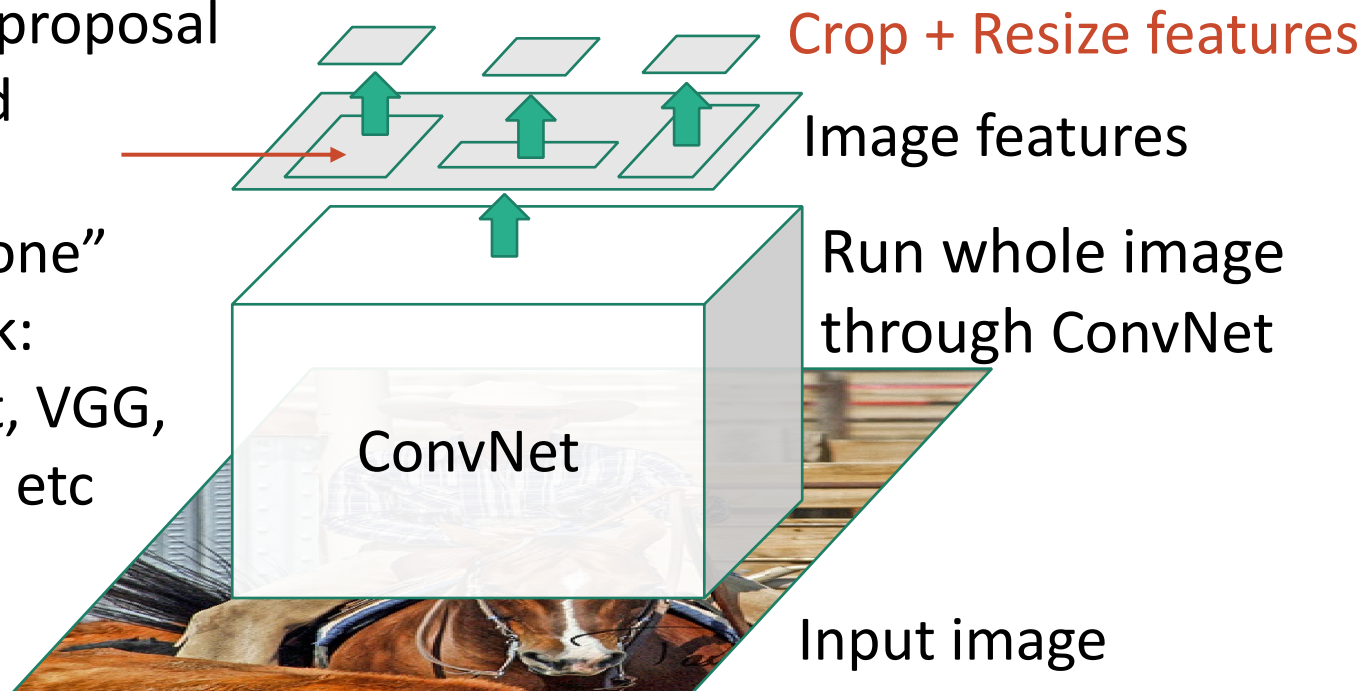 proposal
Crop + Resize features
Image features
one”
Run whole image
k:
through ConvNet
, VGG,
ConvNet
etc
Input image